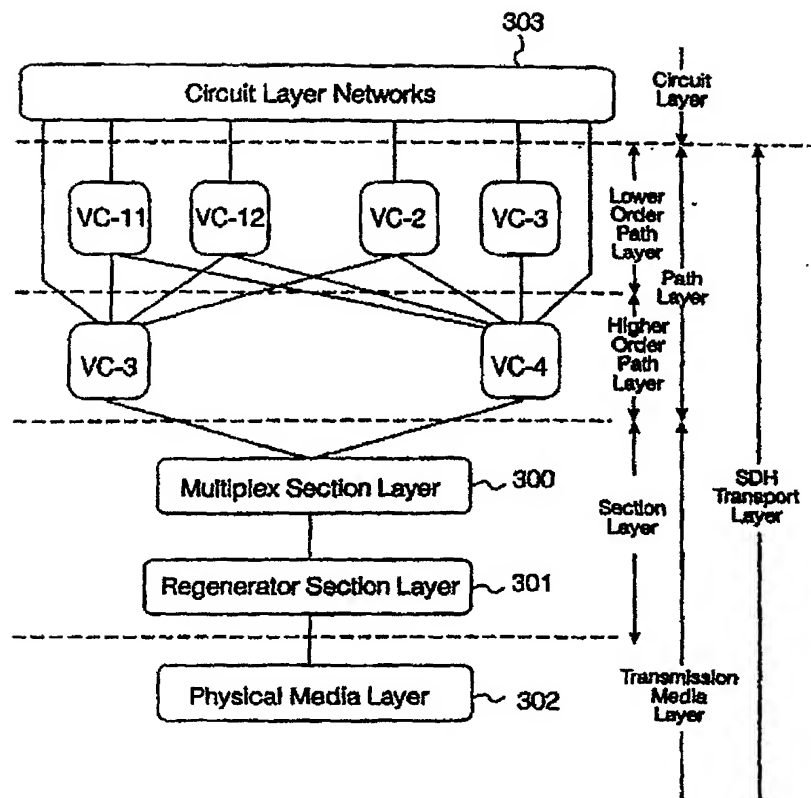 303
Circuit Layer Networks
Circuit
Layer
VC-11
VC-12
VC-2
VC-3
Lower
Order
Path
Layer
Path
Layer
Higher
Order
Path
Layer
VC-3
VC-4
Multiplex Section Layer
300
Section
Layer
SDH
Transport
Layer
Regenerator Section Layer
301
Physical Media Layer
302
Transmission
Media
Layer